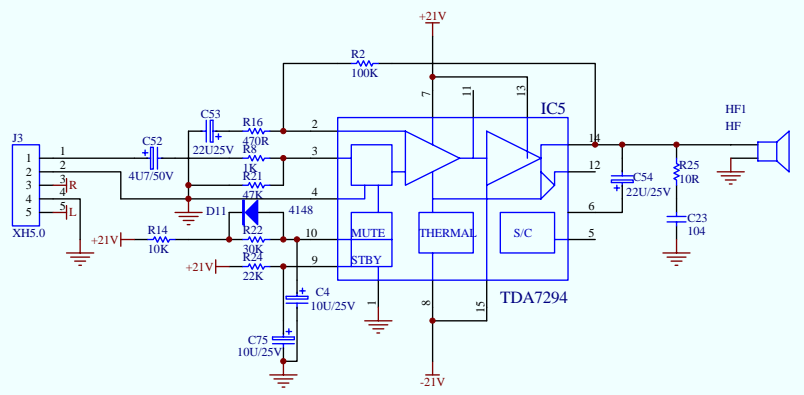 +21V
R2
100K
7
11
13
IC5
HF1
HF
C53
22U25V
R16
470R
2
14
J3
C52
4U7/50V
R8
1K
3
12
1
1
2
2
3
3
R
4
4
5
5
L
XH5.0
R21
47K
4
C54
22U/25V
R25
10R
D11
4148
6
C23
104
+21V
R14
10K
R22
30K
10
MUTE
THERMAL
S/C
5
+21V
R24
22K
9
STBY
C4
10U/25V
1
8
15
TDA7294
C75
10U/25V
-21V